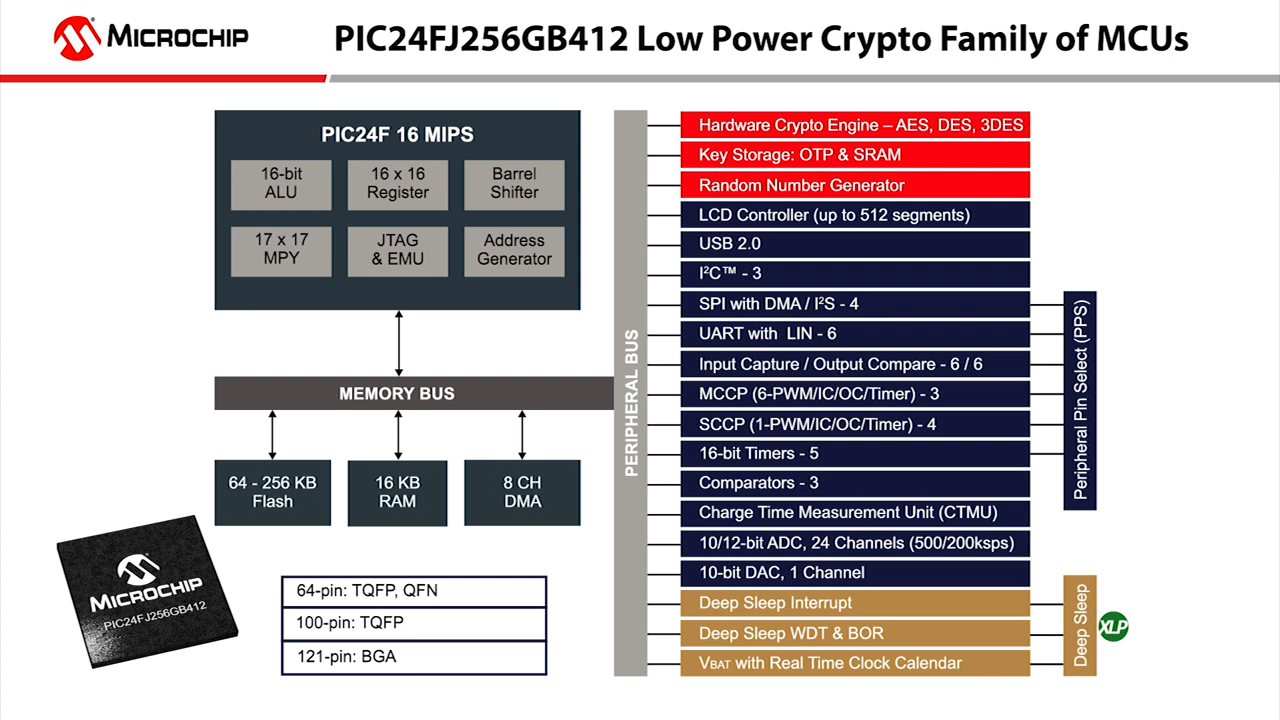 MICROCHIP
PIC24FJ256GB412 Low Power Crypto Family of MCUs
PIC24F 16 MIPS
16-bit
ALU
16 x 16
Register
Barrel
Shifter
17 x 17
MPY
JTAG
& EMU
Address
Generator
MEMORY BUS
64 - 256 KB
Flash
16 KB
RAM
8 CH
DMA
MICROCHIP
PIC24FJ256GB412
64-pin: TQFP, QFN
100-pin: TQFP
121-pin: BGA
PERIPHERAL BUS
Hardware Crypto Engine – AES, DES, 3DES
Key Storage: OTP & SRAM
Random Number Generator
LCD Controller (up to 512 segments)
USB 2.0
I²C™ - 3
SPI with DMA / I²S - 4
UART with LIN - 6
Input Capture / Output Compare - 6 / 6
MCCP (6-PWM/IC/OC/Timer) - 3
SCCP (1-PWM/IC/OC/Timer) - 4
16-bit Timers - 5
Comparators - 3
Charge Time Measurement Unit (CTMU)
10/12-bit ADC, 24 Channels (500/200ksps)
10-bit DAC, 1 Channel
Deep Sleep Interrupt
Deep Sleep WDT & BOR
VBAT with Real Time Clock Calendar
Peripheral Pin Select (PPS)
Deep Sleep
XLP